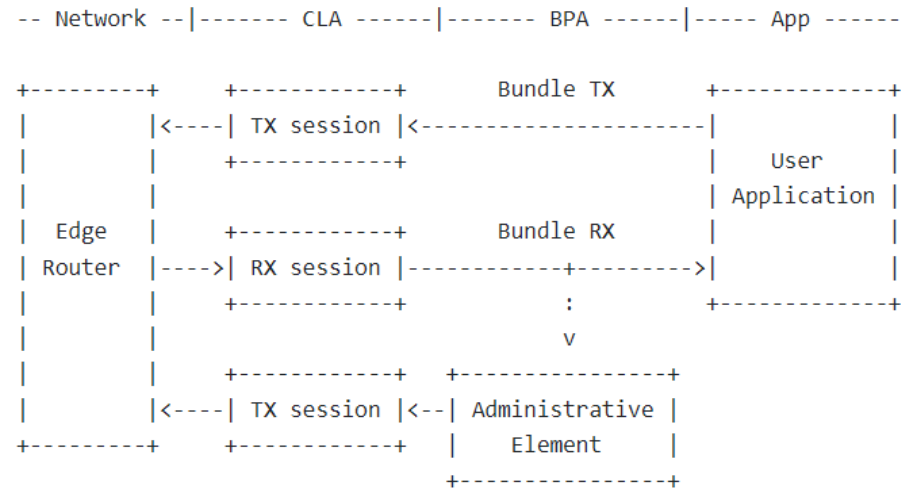 -- Network --|------- CLA ------|------- BPA ------|----- App ------
Bundle TX
TX session
User
Application
Edge
Router
Bundle RX
RX session
:
v
TX session
Administrative
Element